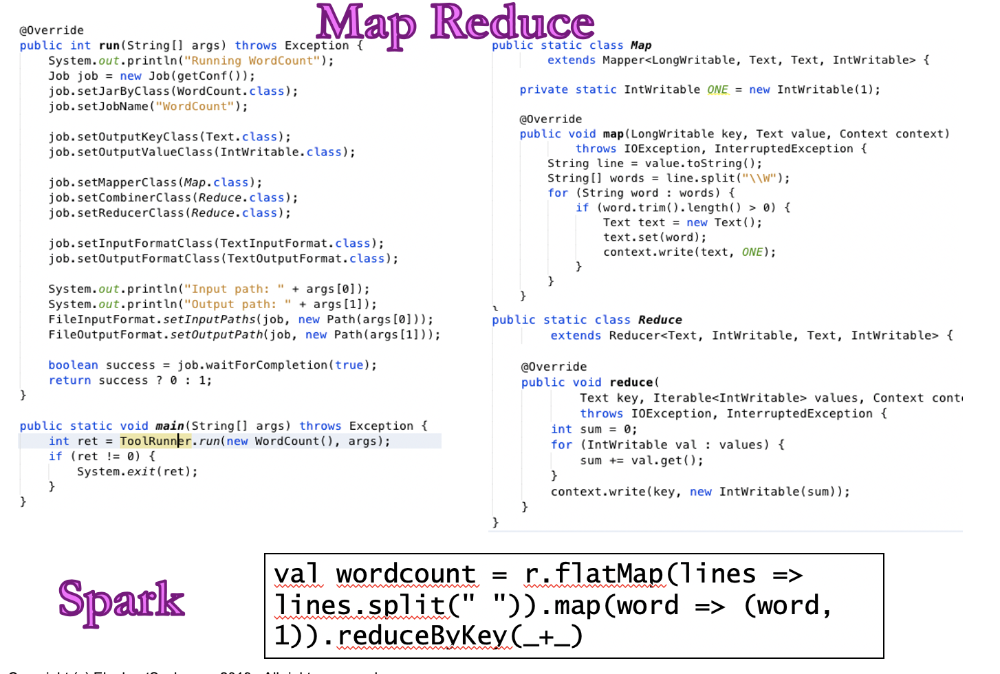 Map Reduce
@Override
public int run(String[] args) throws Exception {
System.out.println("Running WordCount");
Job job = new Job(getConf());
job.setJarByClass(WordCount.class);
job.setJobName("WordCount");
job.setOutputKeyClass(Text.class);
job.setOutputValueClass(IntWritable.class);
job.setMapperClass(Map.class);
job.setCombinerClass(Reduce.class);
job.setReducerClass(Reduce.class);
job.setInputFormatClass(TextInputFormat.class);
job.setOutputFormatClass(TextOutputFormat.class);
System.out.println("Input path: " + args[0]);
System.out.println("Output path: " + args[1]);
FileInputFormat.setInputPaths(job, new Path(args[0]));
FileOutputFormat.setOutputPath(job, new Path(args[1]));
boolean success = job.waitForCompletion(true);
return success ? 0 : 1;
}
public static void main(String[] args) throws Exception {
int ret = ToolRunner.run(new WordCount(), args);
if (ret != 0) {
System.exit(ret);
}
}
public static class Map
extends Mapper<LongWritable, Text, Text, IntWritable> {
private static IntWritable ONE = new IntWritable(1);
@Override
public void map(LongWritable key, Text value, Context context)
throws IOException, InterruptedException {
String line = value.toString();
String[] words = line.split("\\W");
for (String word : words) {
if (word.trim().length() > 0) {
Text text = new Text();
text.set(word);
context.write(text, ONE);
}
}
}
public static class Reduce
extends Reducer<Text, IntWritable, Text, IntWritable> {
@Override
public void reduce(
Text key, Iterable<IntWritable> values, Context
throws IOException, InterruptedException {
int sum = 0;
for (IntWritable val : values) {
sum += val.get();
}
context.write(key, new IntWritable(sum));
}
}
Spark
val wordcount = r.flatMap(lines =>
lines.split(" ")).map(word => (word,
1)).reduceByKey(_+_)